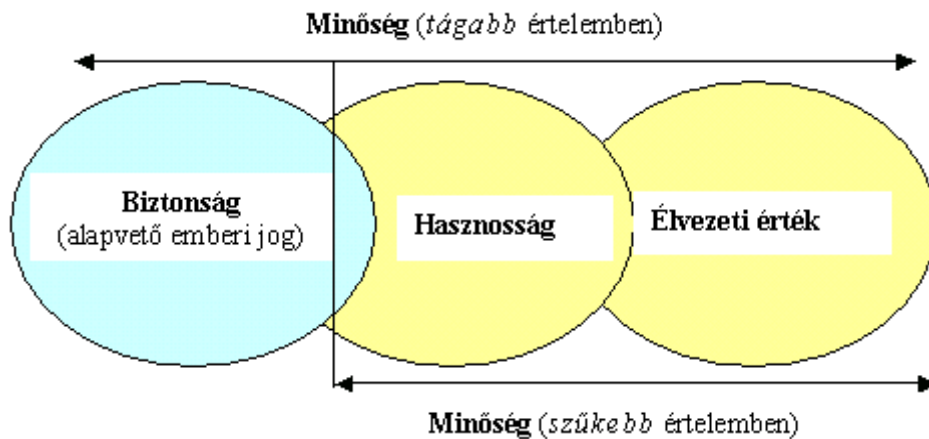 Minőség (tágabb értelemben)
Biztonság
(alapvető emberi jog)
Hasznosság
Élvezeti érték
Minőség (szűkebb értelemben)